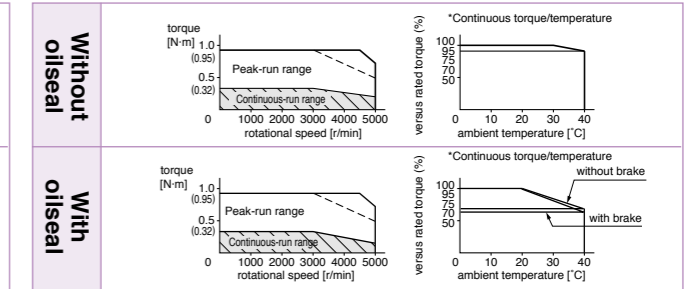 Without
oilseal
torque
[N·m]
1.0
(0.95)
0.5
(0.32)
Peak-run range
Continuous-run range
0 1000 2000 3000 4000 5000
rotational speed [r/min]
*Continuous torque/temperature
versus rated torque (%)
100
95
75
70
50
0 10 20 30 40
ambient temperature [˚C]
With
oilseal
torque
[N·m]
1.0
(0.95)
0.5
(0.32)
Peak-run range
Continuous-run range
0 1000 2000 3000 4000 5000
rotational speed [r/min]
*Continuous torque/temperature
without brake
versus rated torque (%)
100
95
75
70
50
with brake
0 10 20 30 40
ambient temperature [˚C]